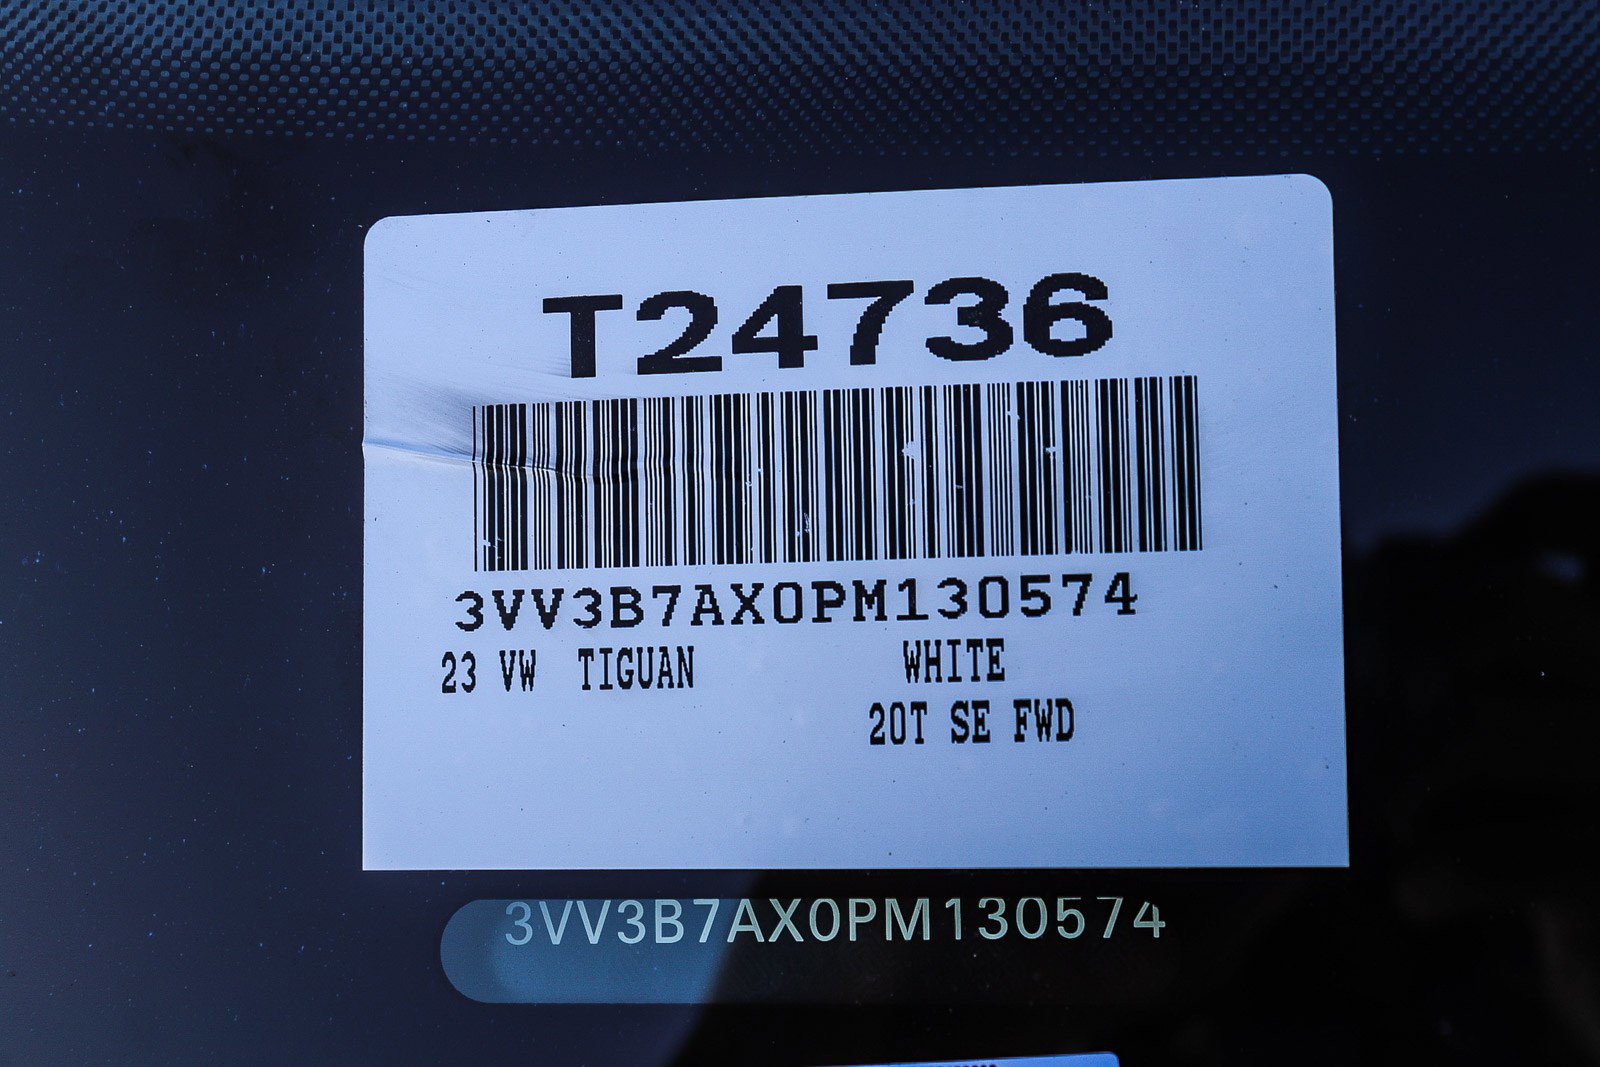 T24736
3VV3B7AX0PM130574
23 VW TIGUAN WHITE
20T SE FWD
3VV3B7AX0PM130574